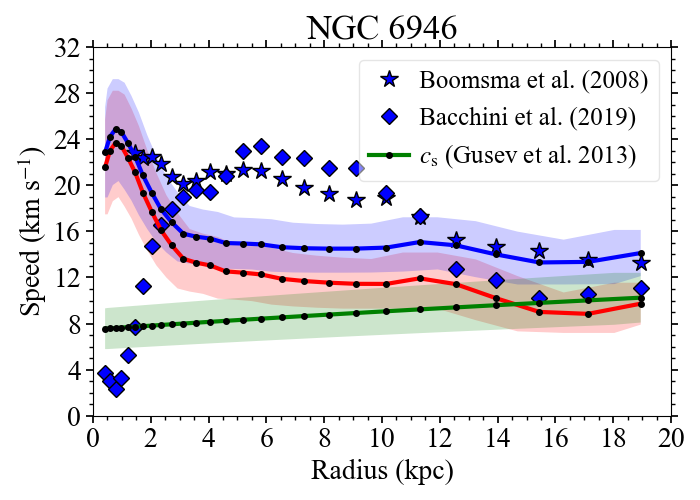 NGC 6946
Boomsma et al. (2008)
Bacchini et al. (2019)
c_s (Gusev et al. 2013)
Speed (km s⁻¹)
32
28
24
20
16
12
8
4
0
0 2 4 6 8 10 12 14 16 18 20
Radius (kpc)